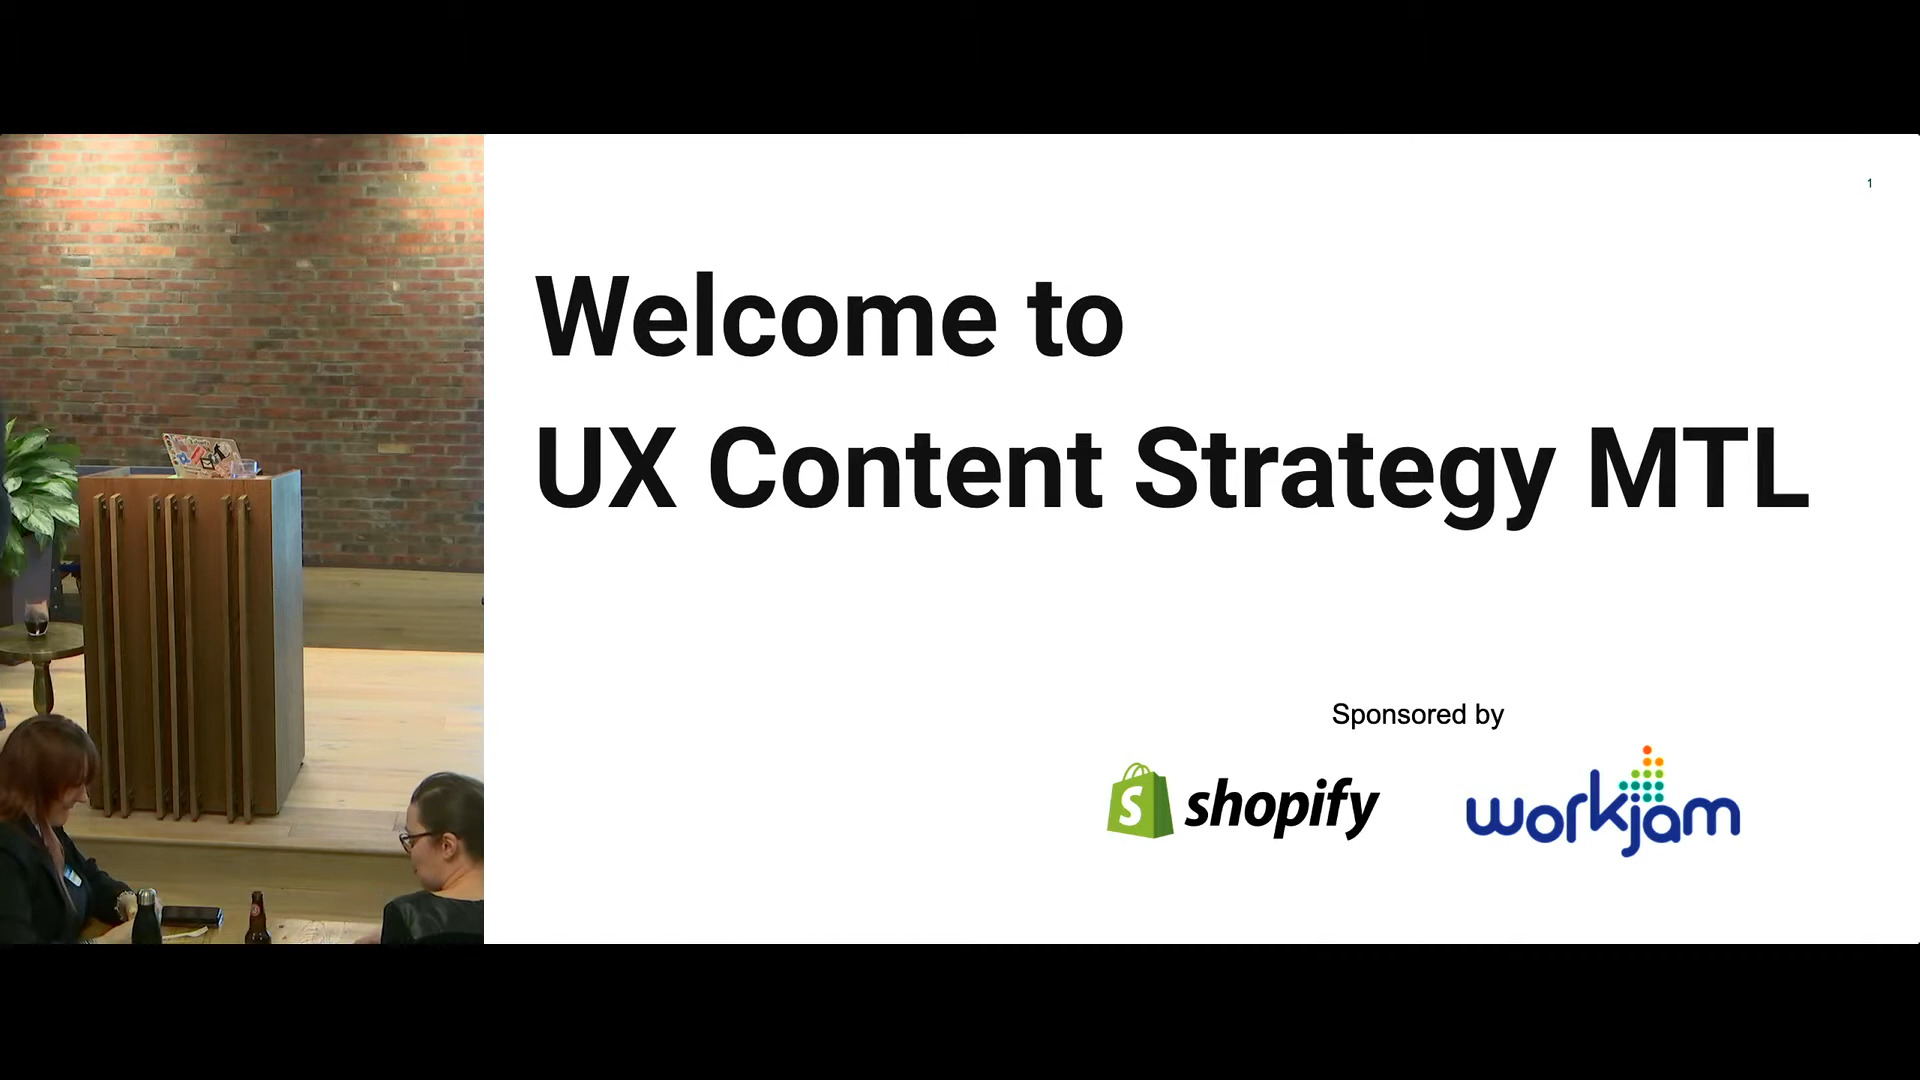 1
Welcome to
UX Content Strategy MTL
Sponsored by
shopify
workjam